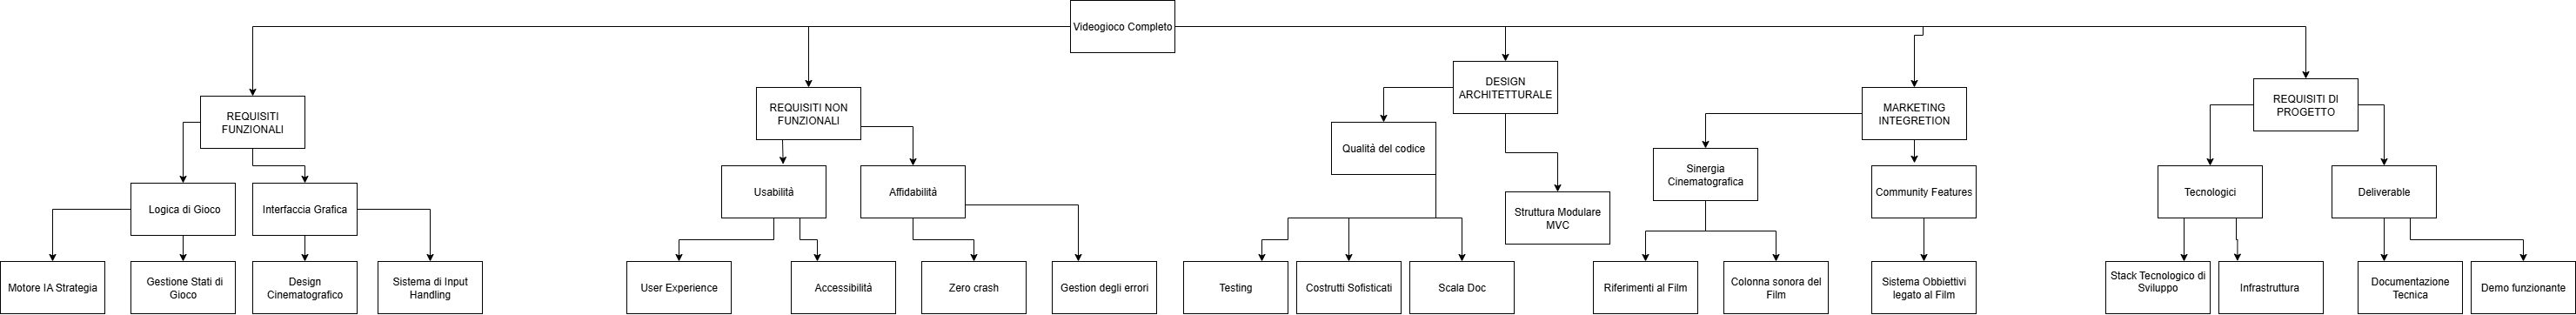 Videogioco Completo
REQUISITI
FUNZIONALI
REQUISITI NON
FUNZIONALI
DESIGN
ARCHITETTURALE
MARKETING
INTEGRETION
REQUISITI DI
PROGETTO
Logica di Gioco
Interfaccia Grafica
Usabilità
Affidabilità
Qualità del codice
Struttura Modulare
MVC
Sinergia
Cinematografica
Community Features
Tecnologici
Deliverable
Motore IA Strategia
Gestione Stati di
Gioco
Design
Cinematografico
Sistema di Input
Handling
User Experience
Accessibilità
Zero crash
Gestion degli errori
Testing
Costrutti Sofisticati
Scala Doc
Riferimenti al Film
Colonna sonora del
Film
Sistema Obbiettivi
legato al Film
Stack Tecnologico di
Sviluppo
Infrastruttura
Documentazione
Tecnica
Demo funzionante